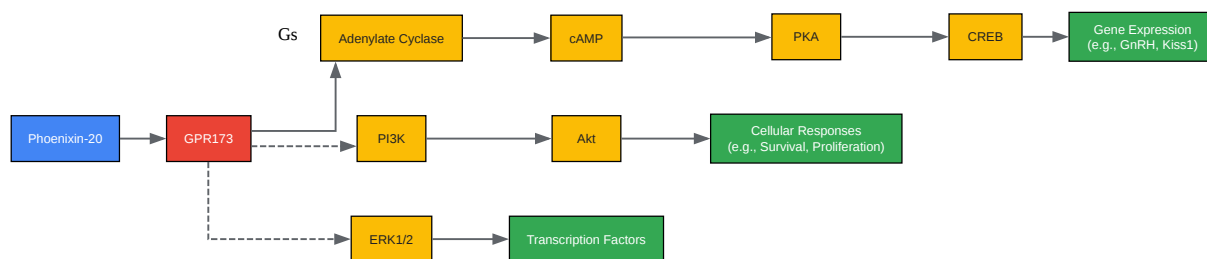 Gs
Adenylate Cyclase
cAMP
PKA
CREB
Gene Expression
(e.g., GnRH, Kiss1)
Phoenixin-20
GPR173
PI3K
Akt
Cellular Responses
(e.g., Survival, Proliferation)
ERK1/2
Transcription Factors